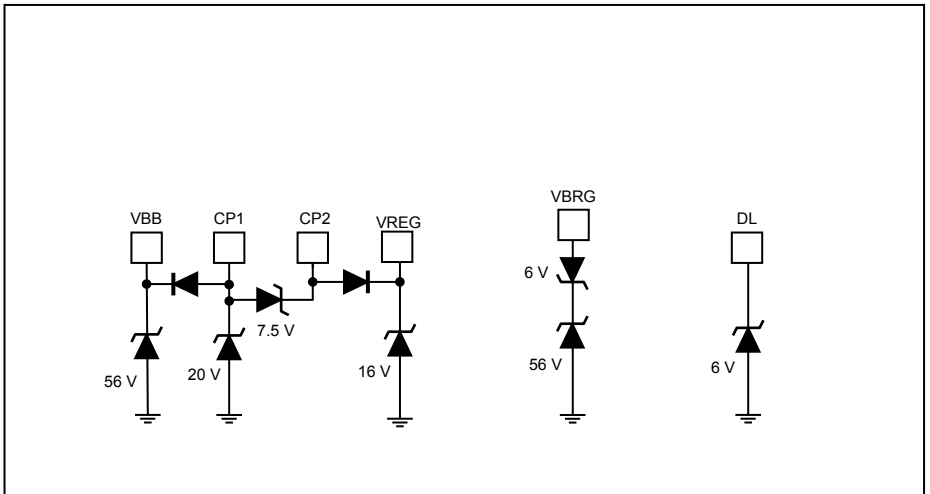 VBRG
VBB CP1 CP2 VREG DL
6 V
7.5 V
56 V 20 V 16 V 56 V 6 V